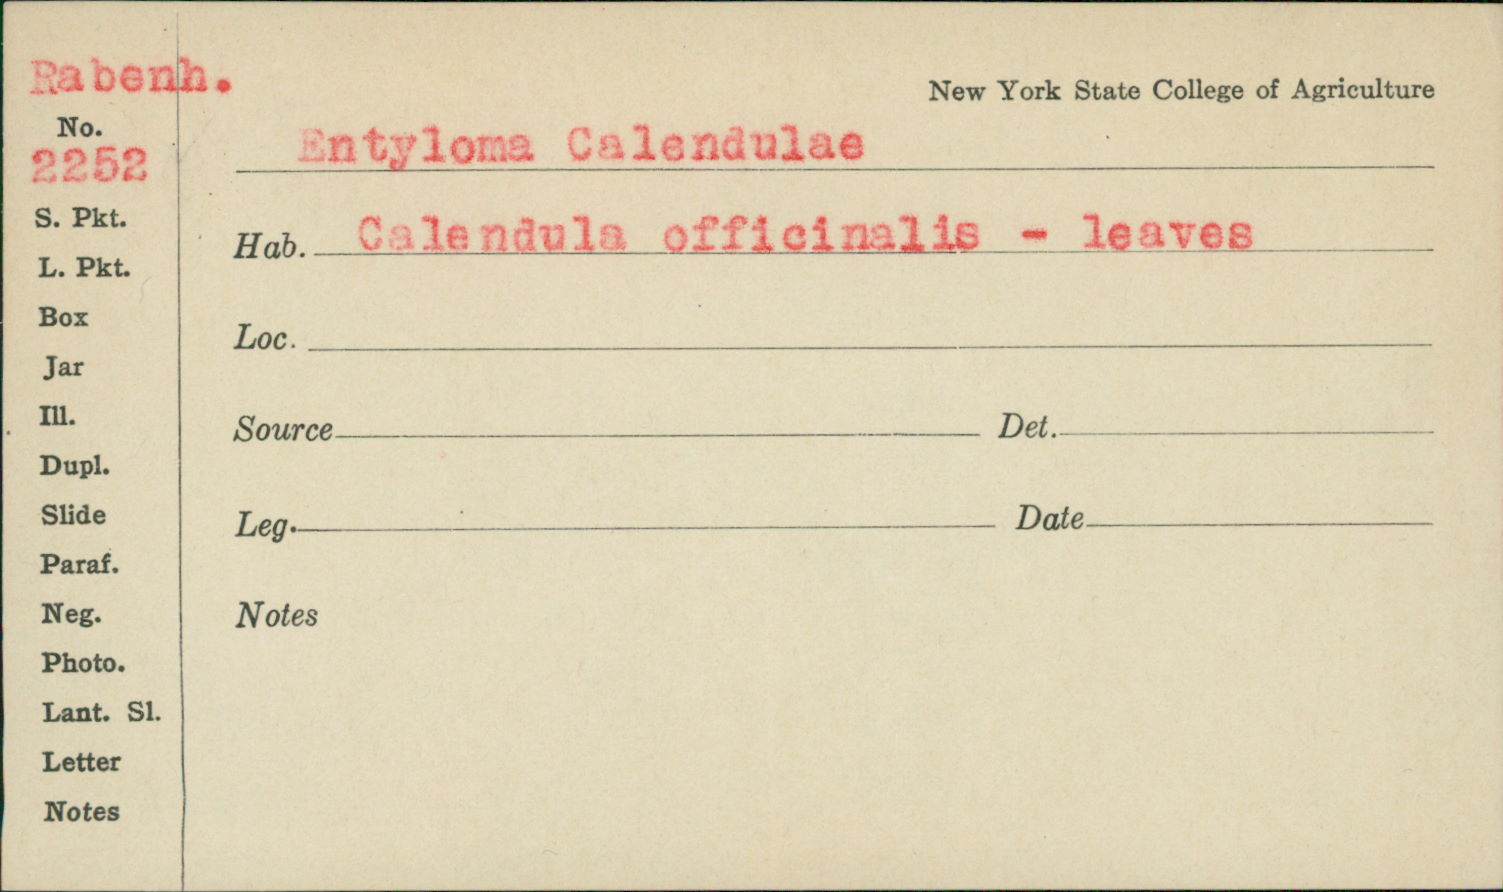 Rabenh.
New York State College of Agriculture
No.
2252
Entyloma Calendulae
S. Pkt.
Hab. Calendula officinalis - leaves
L. Pkt.
Box
Loc.
Jar
Ill.
Source Det.
Dupl.
Slide
Leg. Date
Paraf.
Neg.
Notes
Photo.
Lant. Sl.
Letter
Notes